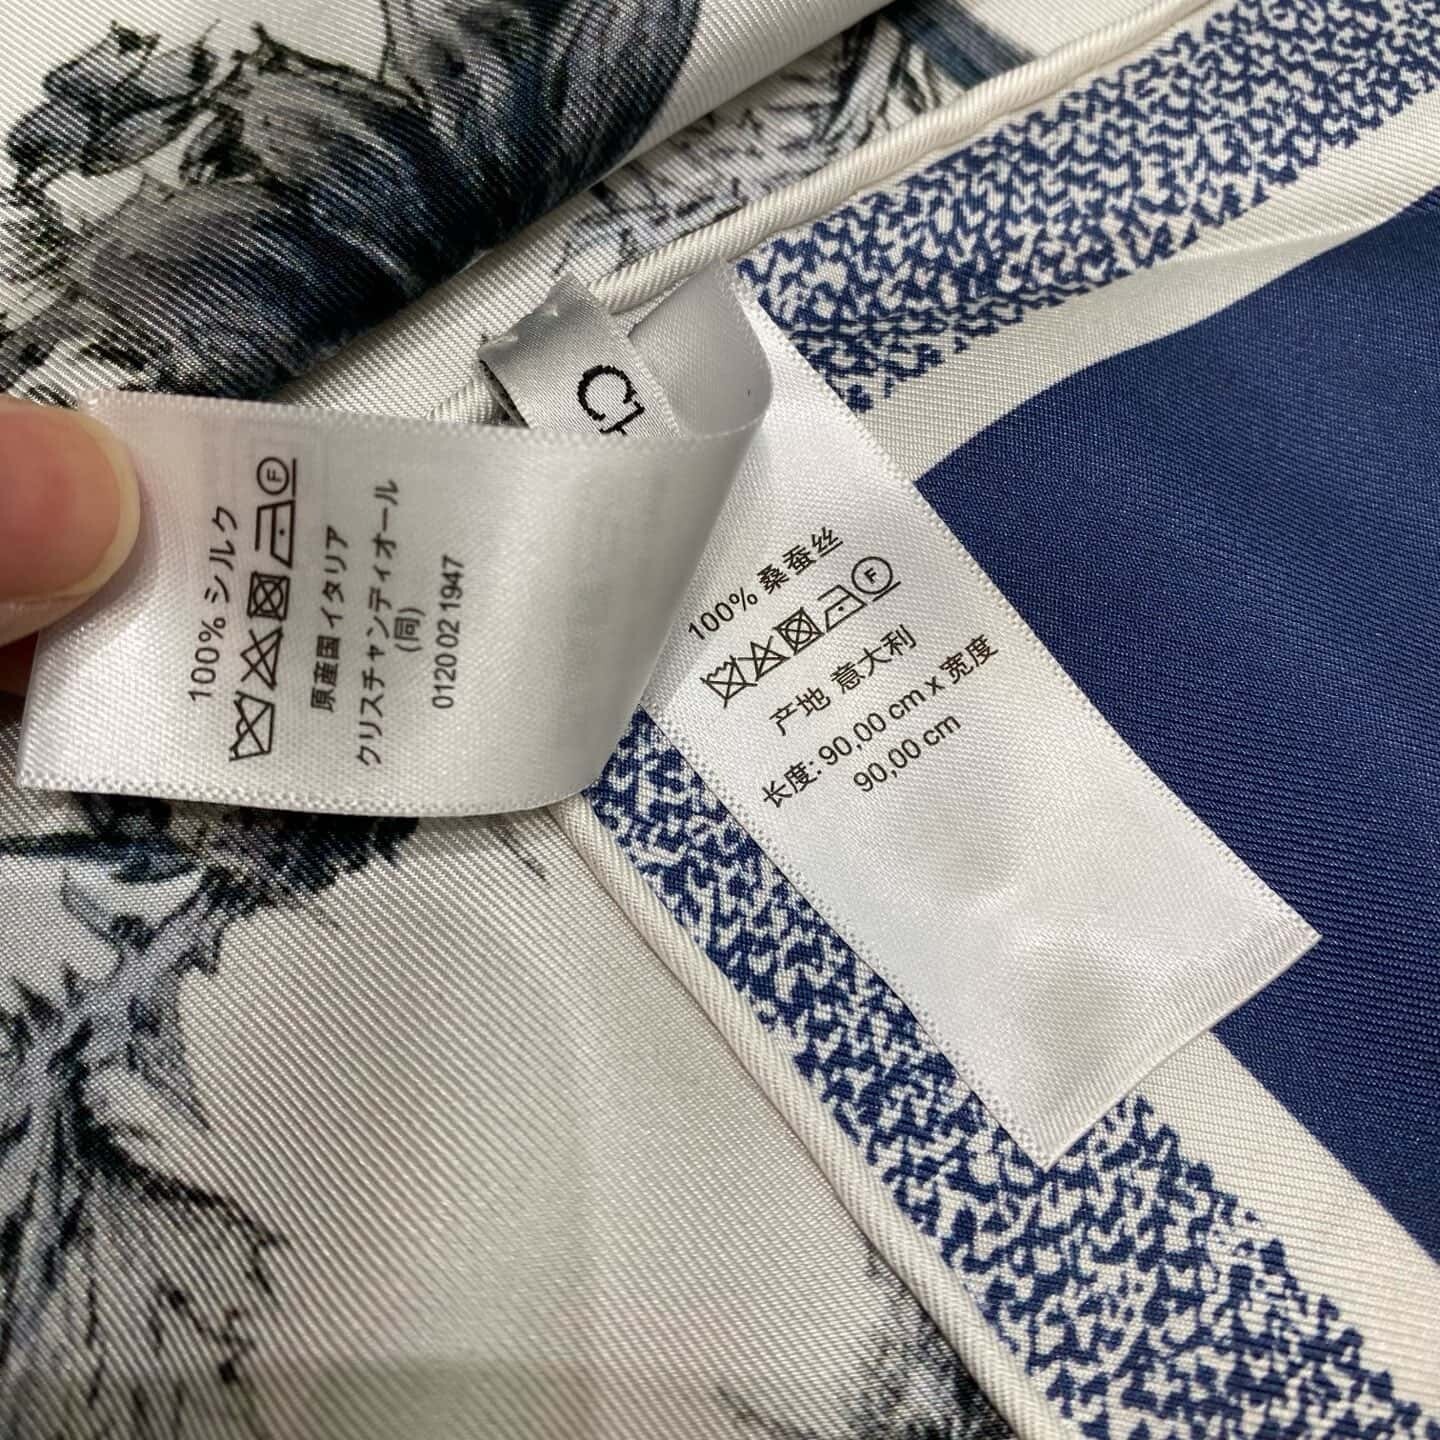 Ch
100% シルク
原産国 イタリア
クリスチャンディオール
(同)
0120 02 1947
100% 桑蚕丝
F
产地 意大利
长度: 90,00 cm x 宽度
90,00 cm